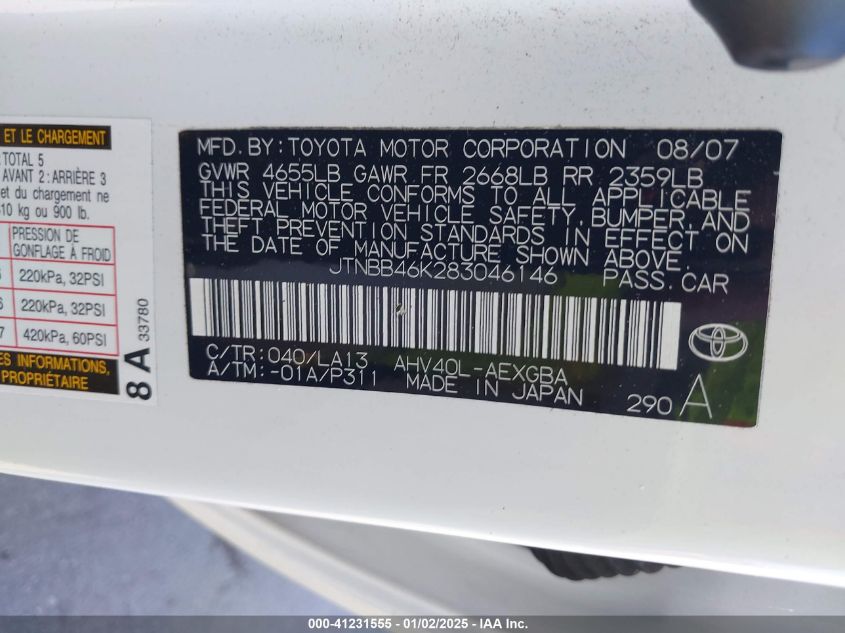 ET LE CHARGEMENT
TOTAL 5
AVANT 2 : ARRIÈRE 3
et du chargement ne
10 kg ou 900 lb.
PRESSION DE
GONFLAGE À FROID
220kPa, 32PSI
220kPa, 32PSI
7 420kPa, 60PSI
ES INFORMATIONS,
PROPRIÉTAIRE
8 A 33780
MFD. BY: TOYOTA MOTOR CORPORATION 08/07
GVWR 4655LB GAWR FR 2668LB RR 2359LB
THIS VEHICLE CONFORMS TO ALL APPLICABLE
FEDERAL MOTOR VEHICLE SAFETY, BUMPER, AND
THEFT PREVENTION STANDARDS IN EFFECT ON
THE DATE OF MANUFACTURE SHOWN ABOVE.
JTNBB46K283046146 PASS. CAR
C/TR: 040/LA13 AHV40L-AEXGBA
A/TM: -01A/P311 MADE IN JAPAN
290 A
000-41231555 - 01/02/2025 - IAA Inc.